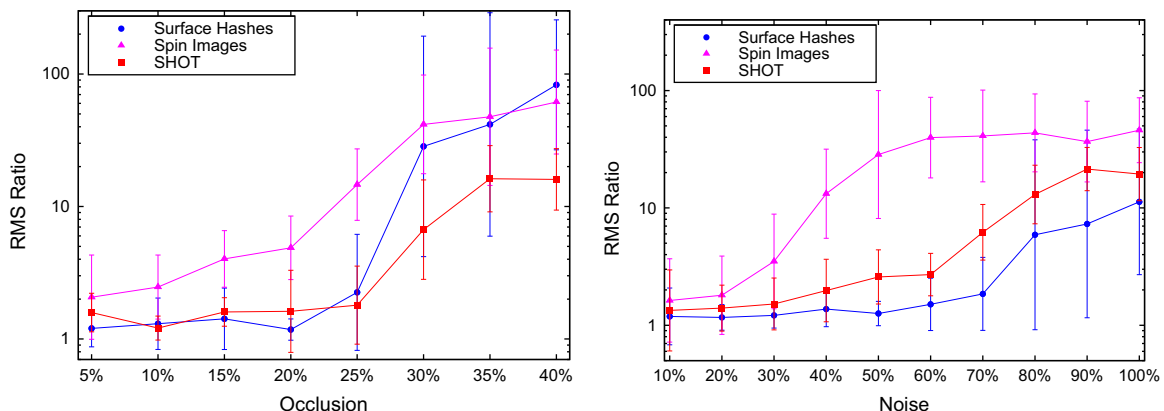 Surface Hashes
Spin Images
SHOT
100
10
1
RMS Ratio
5%
10%
15%
20%
25%
30%
35%
40%
Occlusion
Surface Hashes
Spin Images
SHOT
100
10
1
RMS Ratio
10%
20%
30%
40%
50%
60%
70%
80%
90%
100%
Noise